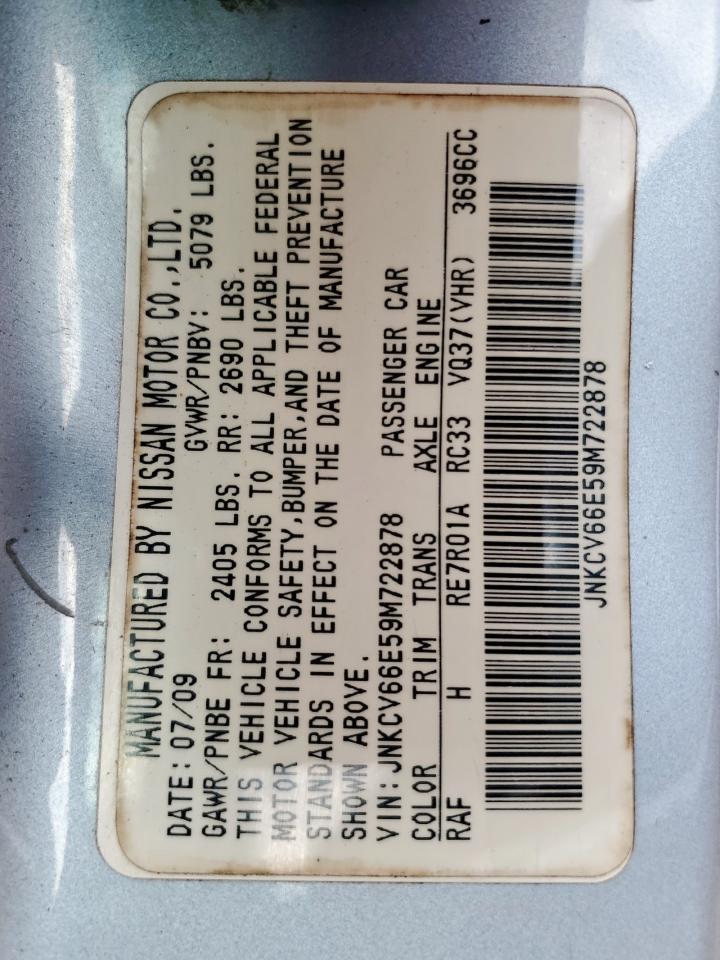 MANUFACTURED BY NISSAN MOTOR CO.,LTD.
DATE:07/09 GVWR/PNBV: 5079 LBS.
GAWR/PNBE FR: 2405 LBS. RR: 2690 LBS.
THIS VEHICLE CONFORMS TO ALL APPLICABLE FEDERAL
MOTOR VEHICLE SAFETY,BUMPER,AND THEFT PREVENTION
STANDARDS IN EFFECT ON THE DATE OF MANUFACTURE
SHOWN ABOVE.
VIN:JNKCV66E59M722878 PASSENGER CAR
COLOR TRIM TRANS AXLE ENGINE
RAF H RE7R01A RC33 VQ37(VHR) 3696CC
JNKCV66E59M722878